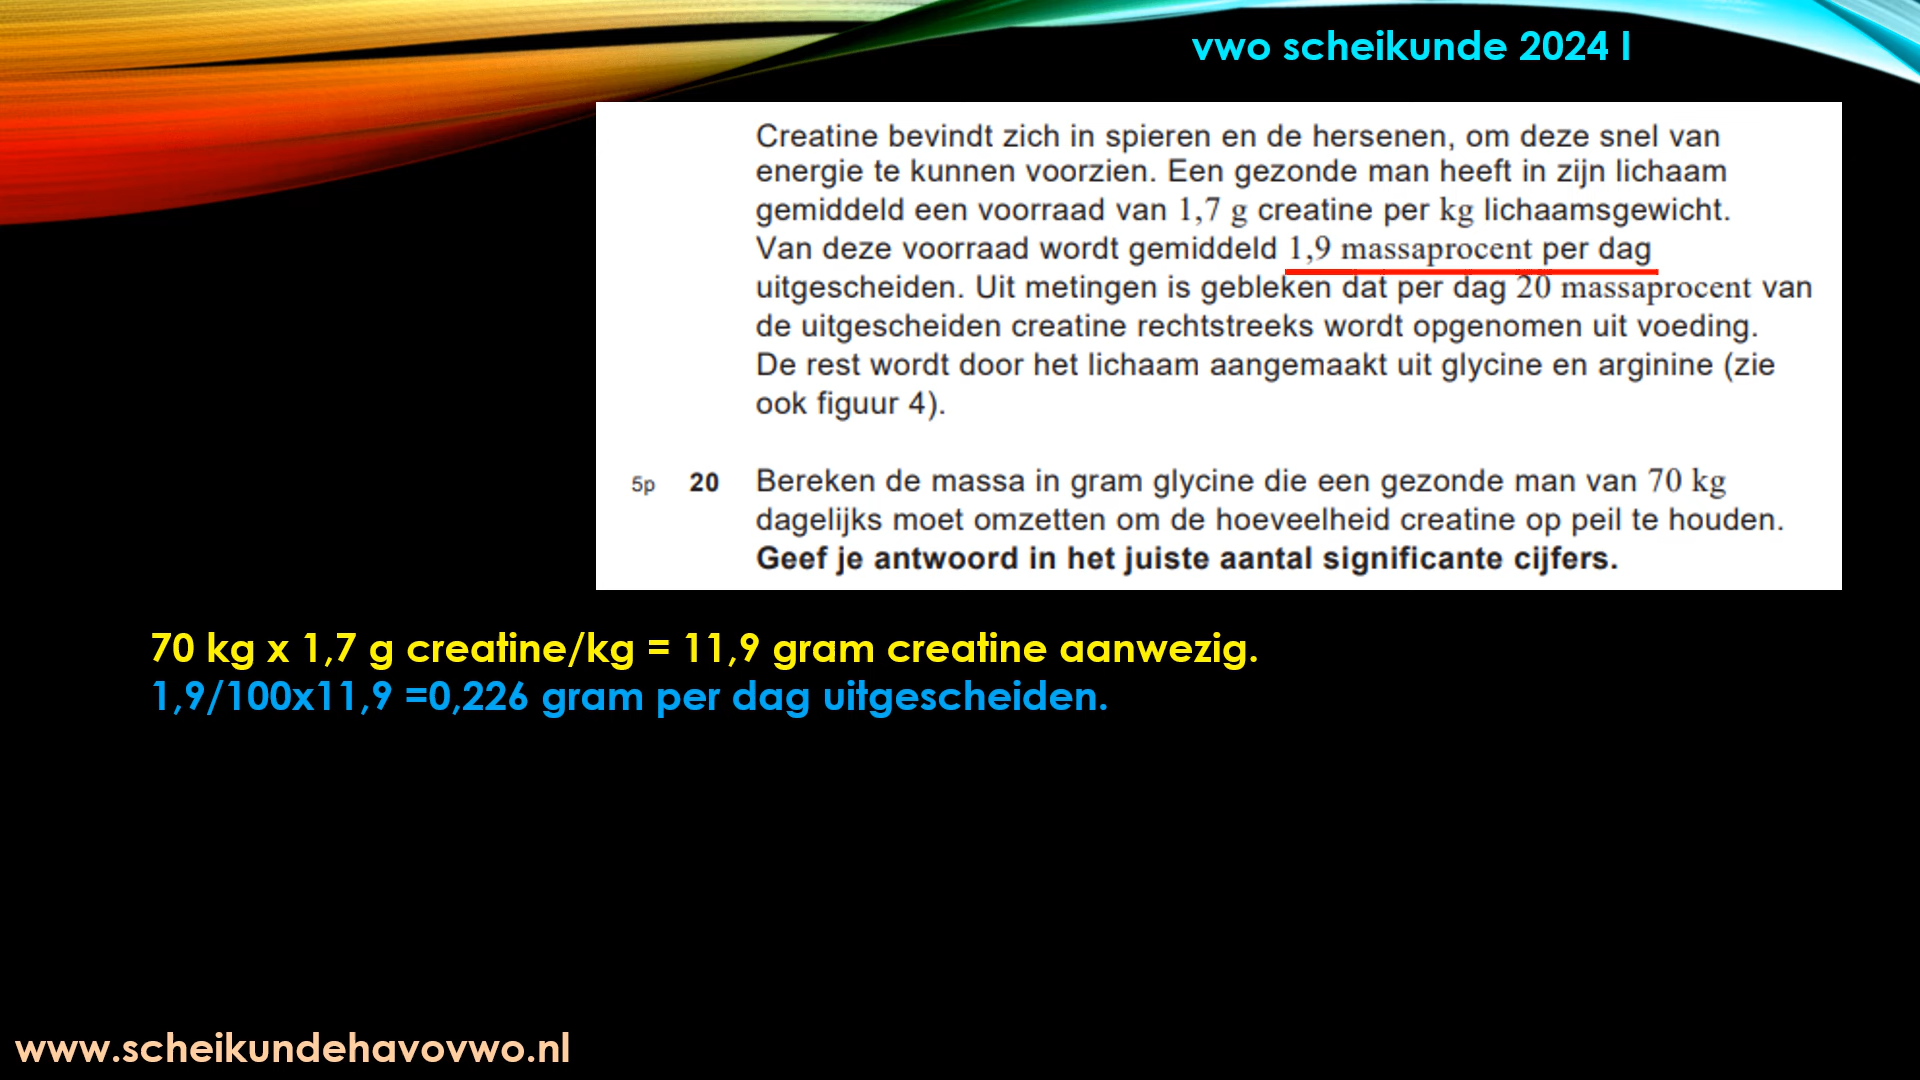 vwo scheikunde 2024 I
Creatine bevindt zich in spieren en de hersenen, om deze snel van
energie te kunnen voorzien. Een gezonde man heeft in zijn lichaam
gemiddeld een voorraad van 1,7 g creatine per kg lichaamsgewicht.
Van deze voorraad wordt gemiddeld 1,9 massaprocent per dag
uitgescheiden. Uit metingen is gebleken dat per dag 20 massaprocent van
de uitgescheiden creatine rechtstreeks wordt opgenomen uit voeding.
De rest wordt door het lichaam aangemaakt uit glycine en arginine (zie
ook figuur 4).
5p 20 Bereken de massa in gram glycine die een gezonde man van 70 kg
dagelijks moet omzetten om de hoeveelheid creatine op peil te houden.
Geef je antwoord in het juiste aantal significante cijfers.
70 kg x 1,7 g creatine/kg = 11,9 gram creatine aanwezig.
1,9/100x11,9 =0,226 gram per dag uitgescheiden.
www.scheikundehavovwo.nl